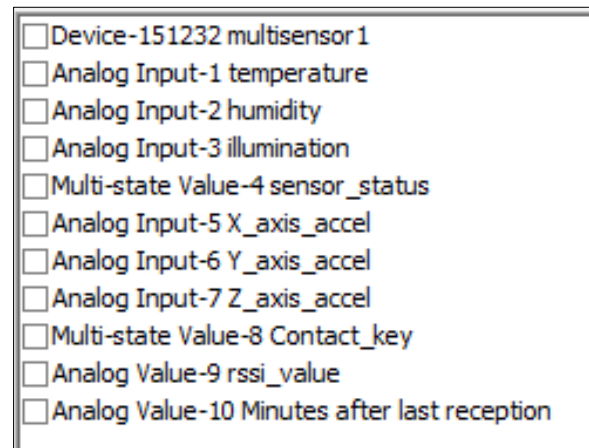 Device-151232 multisensor1
Analog Input-1 temperature
Analog Input-2 humidity
Analog Input-3 illumination
Multi-state Value-4 sensor_status
Analog Input-5 X_axis_accel
Analog Input-6 Y_axis_accel
Analog Input-7 Z_axis_accel
Multi-state Value-8 Contact_key
Analog Value-9 rssi_value
Analog Value-10 Minutes after last reception